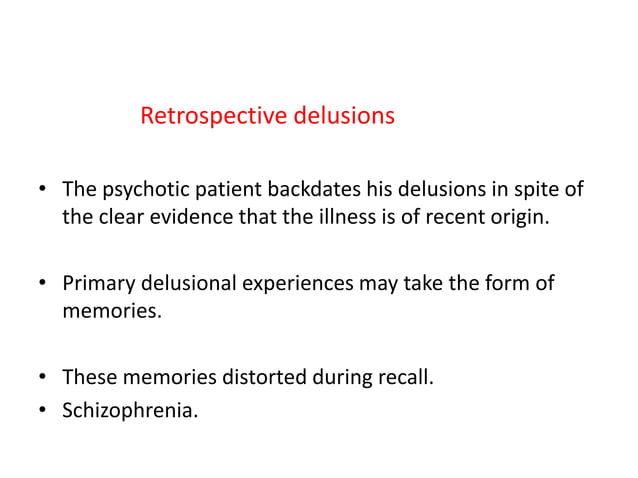 Retrospective delusions
• The psychotic patient backdates his delusions in spite of
the clear evidence that the illness is of recent origin.
• Primary delusional experiences may take the form of
memories.
• These memories distorted during recall.
• Schizophrenia.